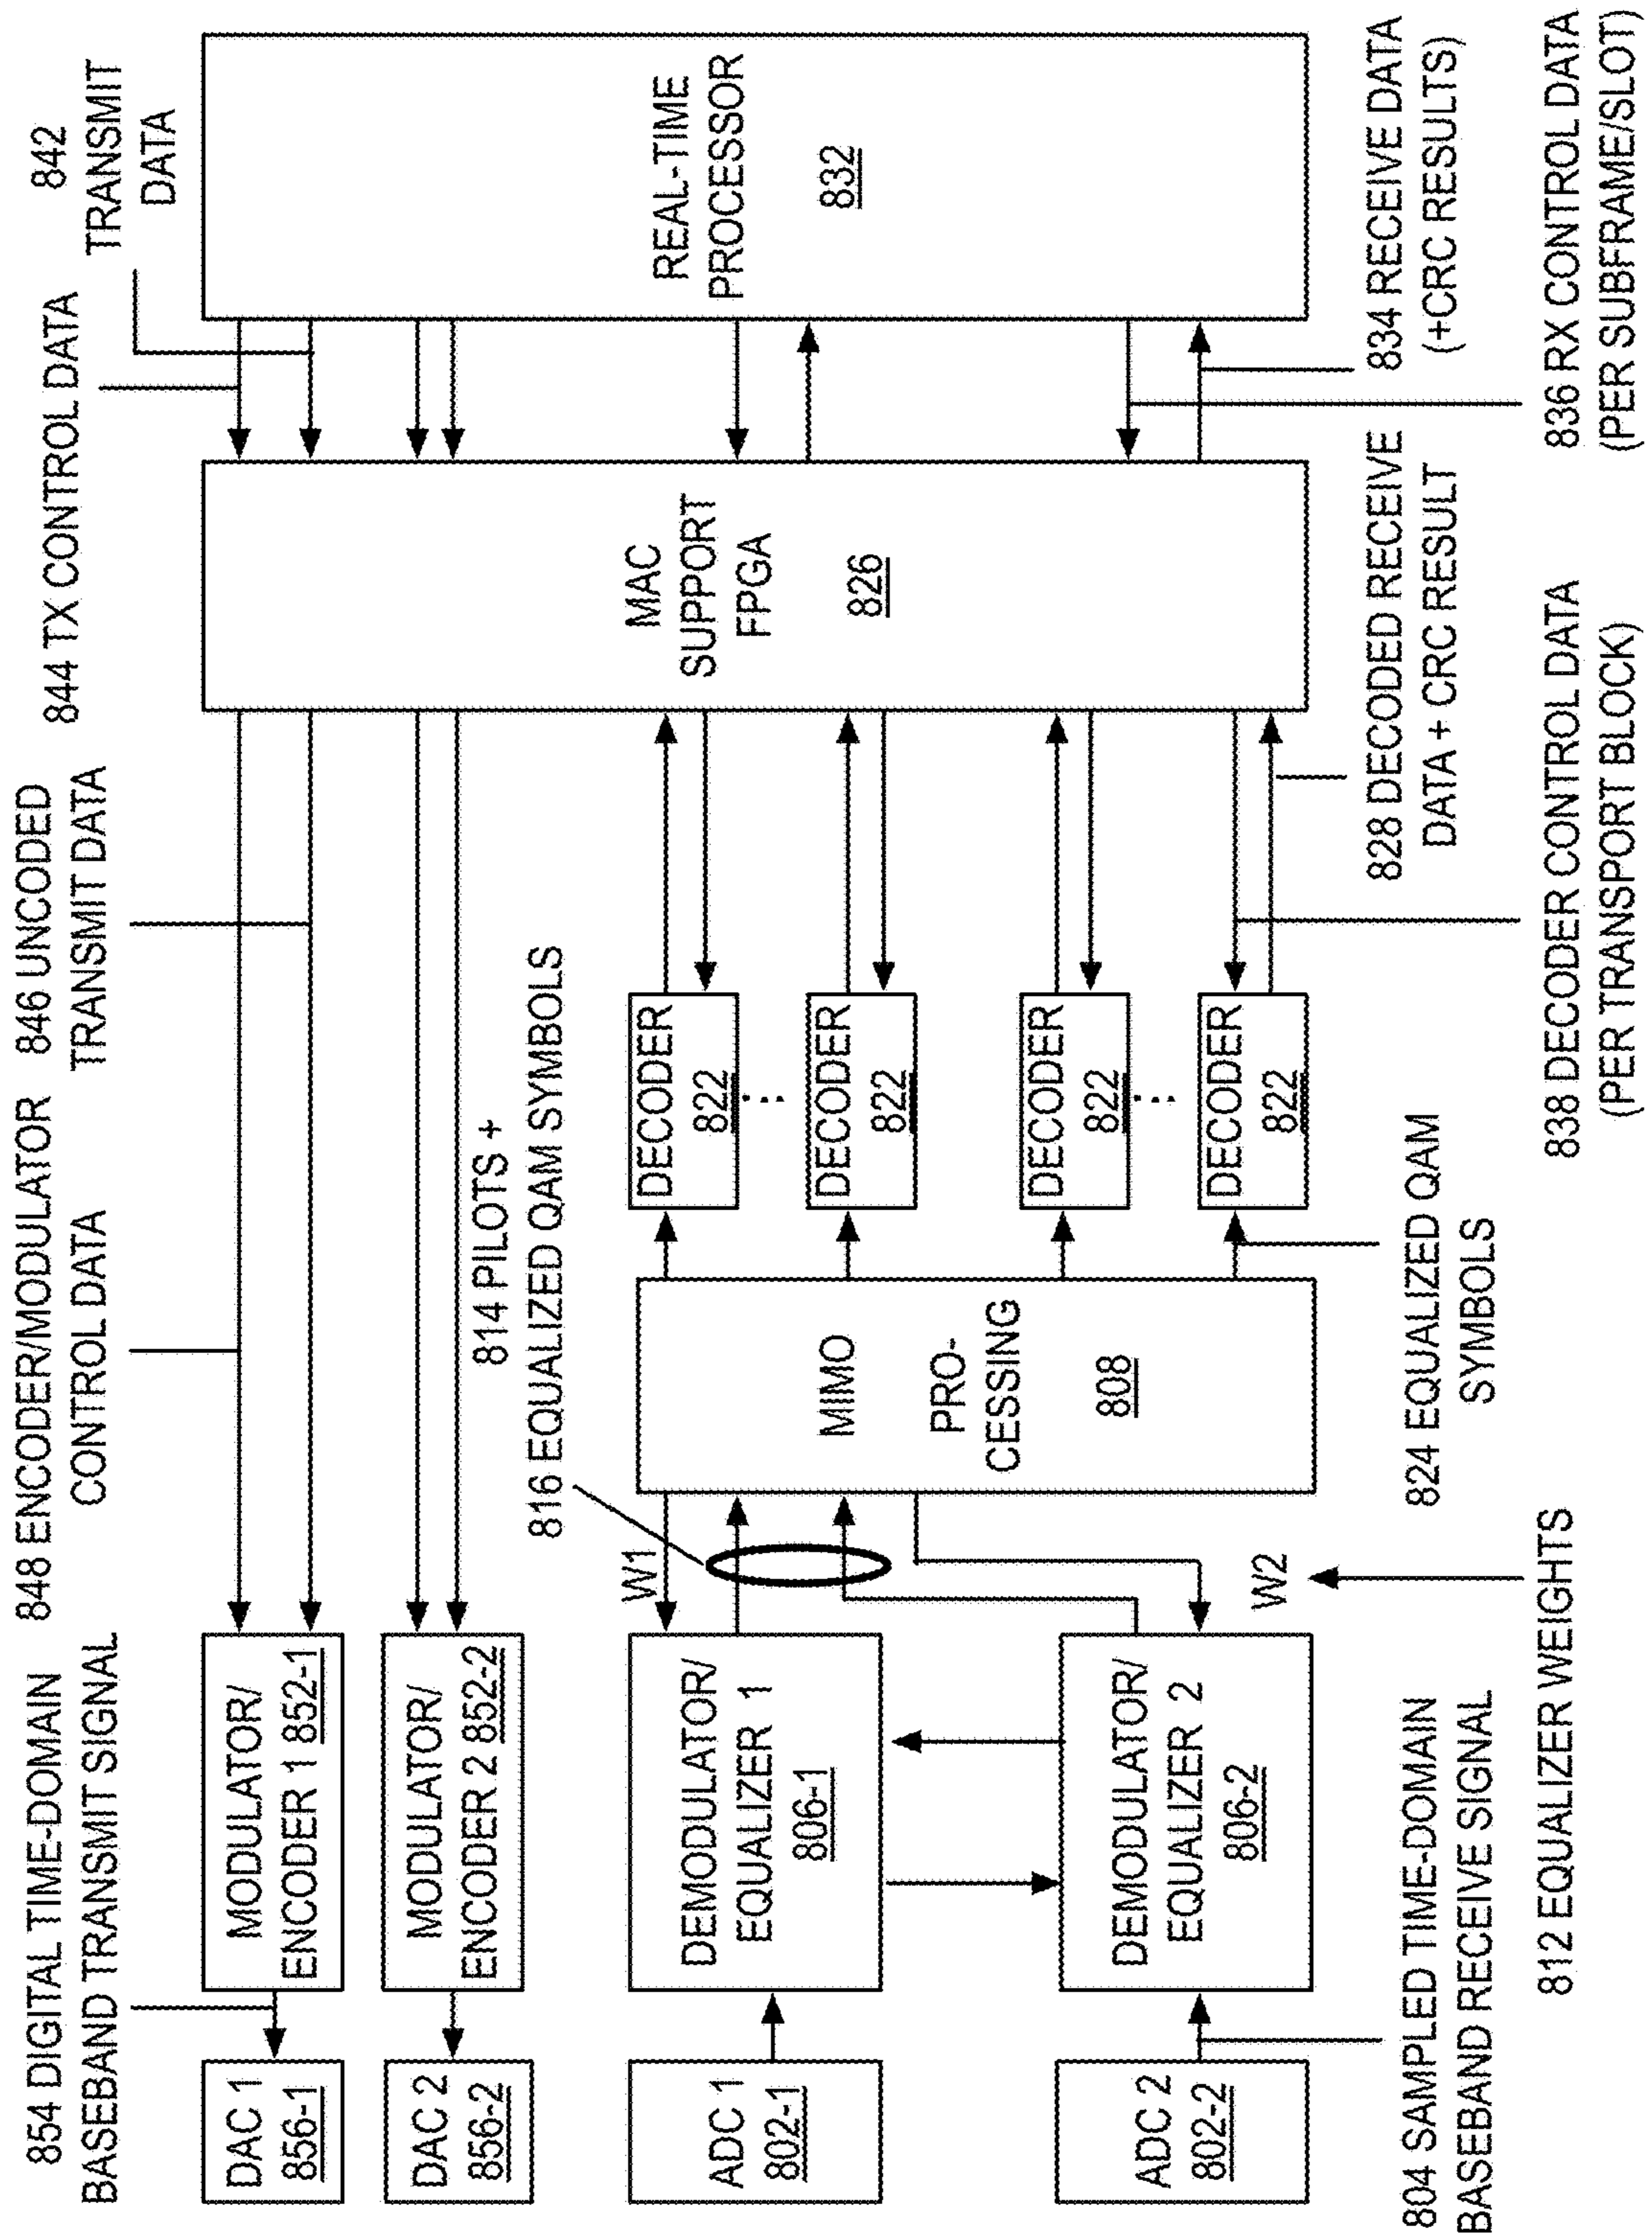 854 DIGITAL TIME-DOMAIN
BASEBAND TRANSMIT SIGNAL
848 ENCODER/MODULATOR
CONTROL DATA
846 UNCODED
TRANSMIT DATA
844 TX CONTROL DATA
842
TRANSMIT
DATA
DAC 1
856-1
MODULATOR/
ENCODER 1 852-1
DAC 2
856-2
MODULATOR/
ENCODER 2 852-2
814 PILOTS +
816 EQUALIZED QAM SYMBOLS
MAC
SUPPORT
FPGA
826
REAL-TIME
PROCESSOR
832
ADC 1
802-1
DEMODULATOR/
EQUALIZER 1
806-1
W1
MIMO
PRO-
CESSING
808
DECODER
822
DECODER
822
DECODER
822
DECODER
822
ADC 2
802-2
DEMODULATOR/
EQUALIZER 2
806-2
W2
804 SAMPLED TIME-DOMAIN
BASEBAND RECEIVE SIGNAL
812 EQUALIZER WEIGHTS
824 EQUALIZED QAM
SYMBOLS
828 DECODED RECEIVE
DATA + CRC RESULT
834 RECEIVE DATA
(+CRC RESULTS)
838 DECODER CONTROL DATA
(PER TRANSPORT BLOCK)
836 RX CONTROL DATA
(PER SUBFRAME/SLOT)